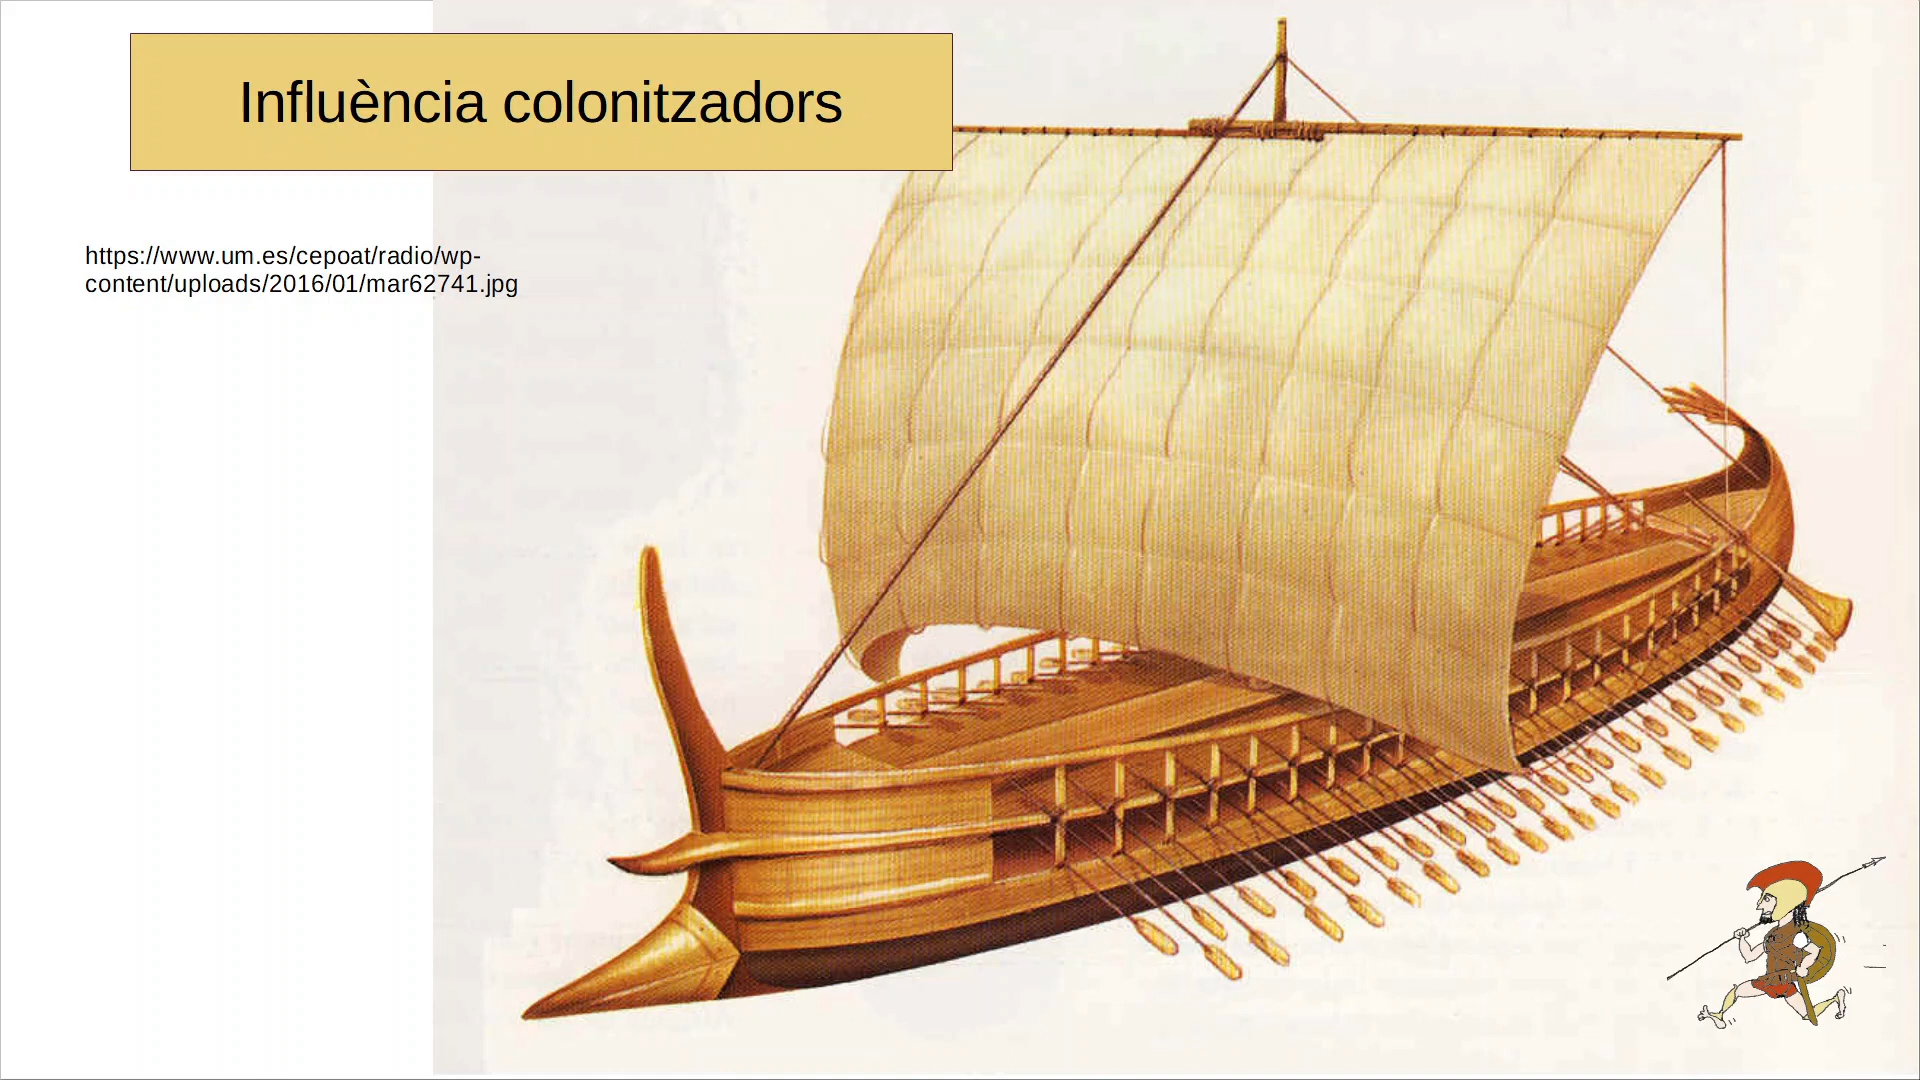 Influència colonitzadors
https://www.um.es/cepoat/radio/wp-
content/uploads/2016/01/mar62741.jpg